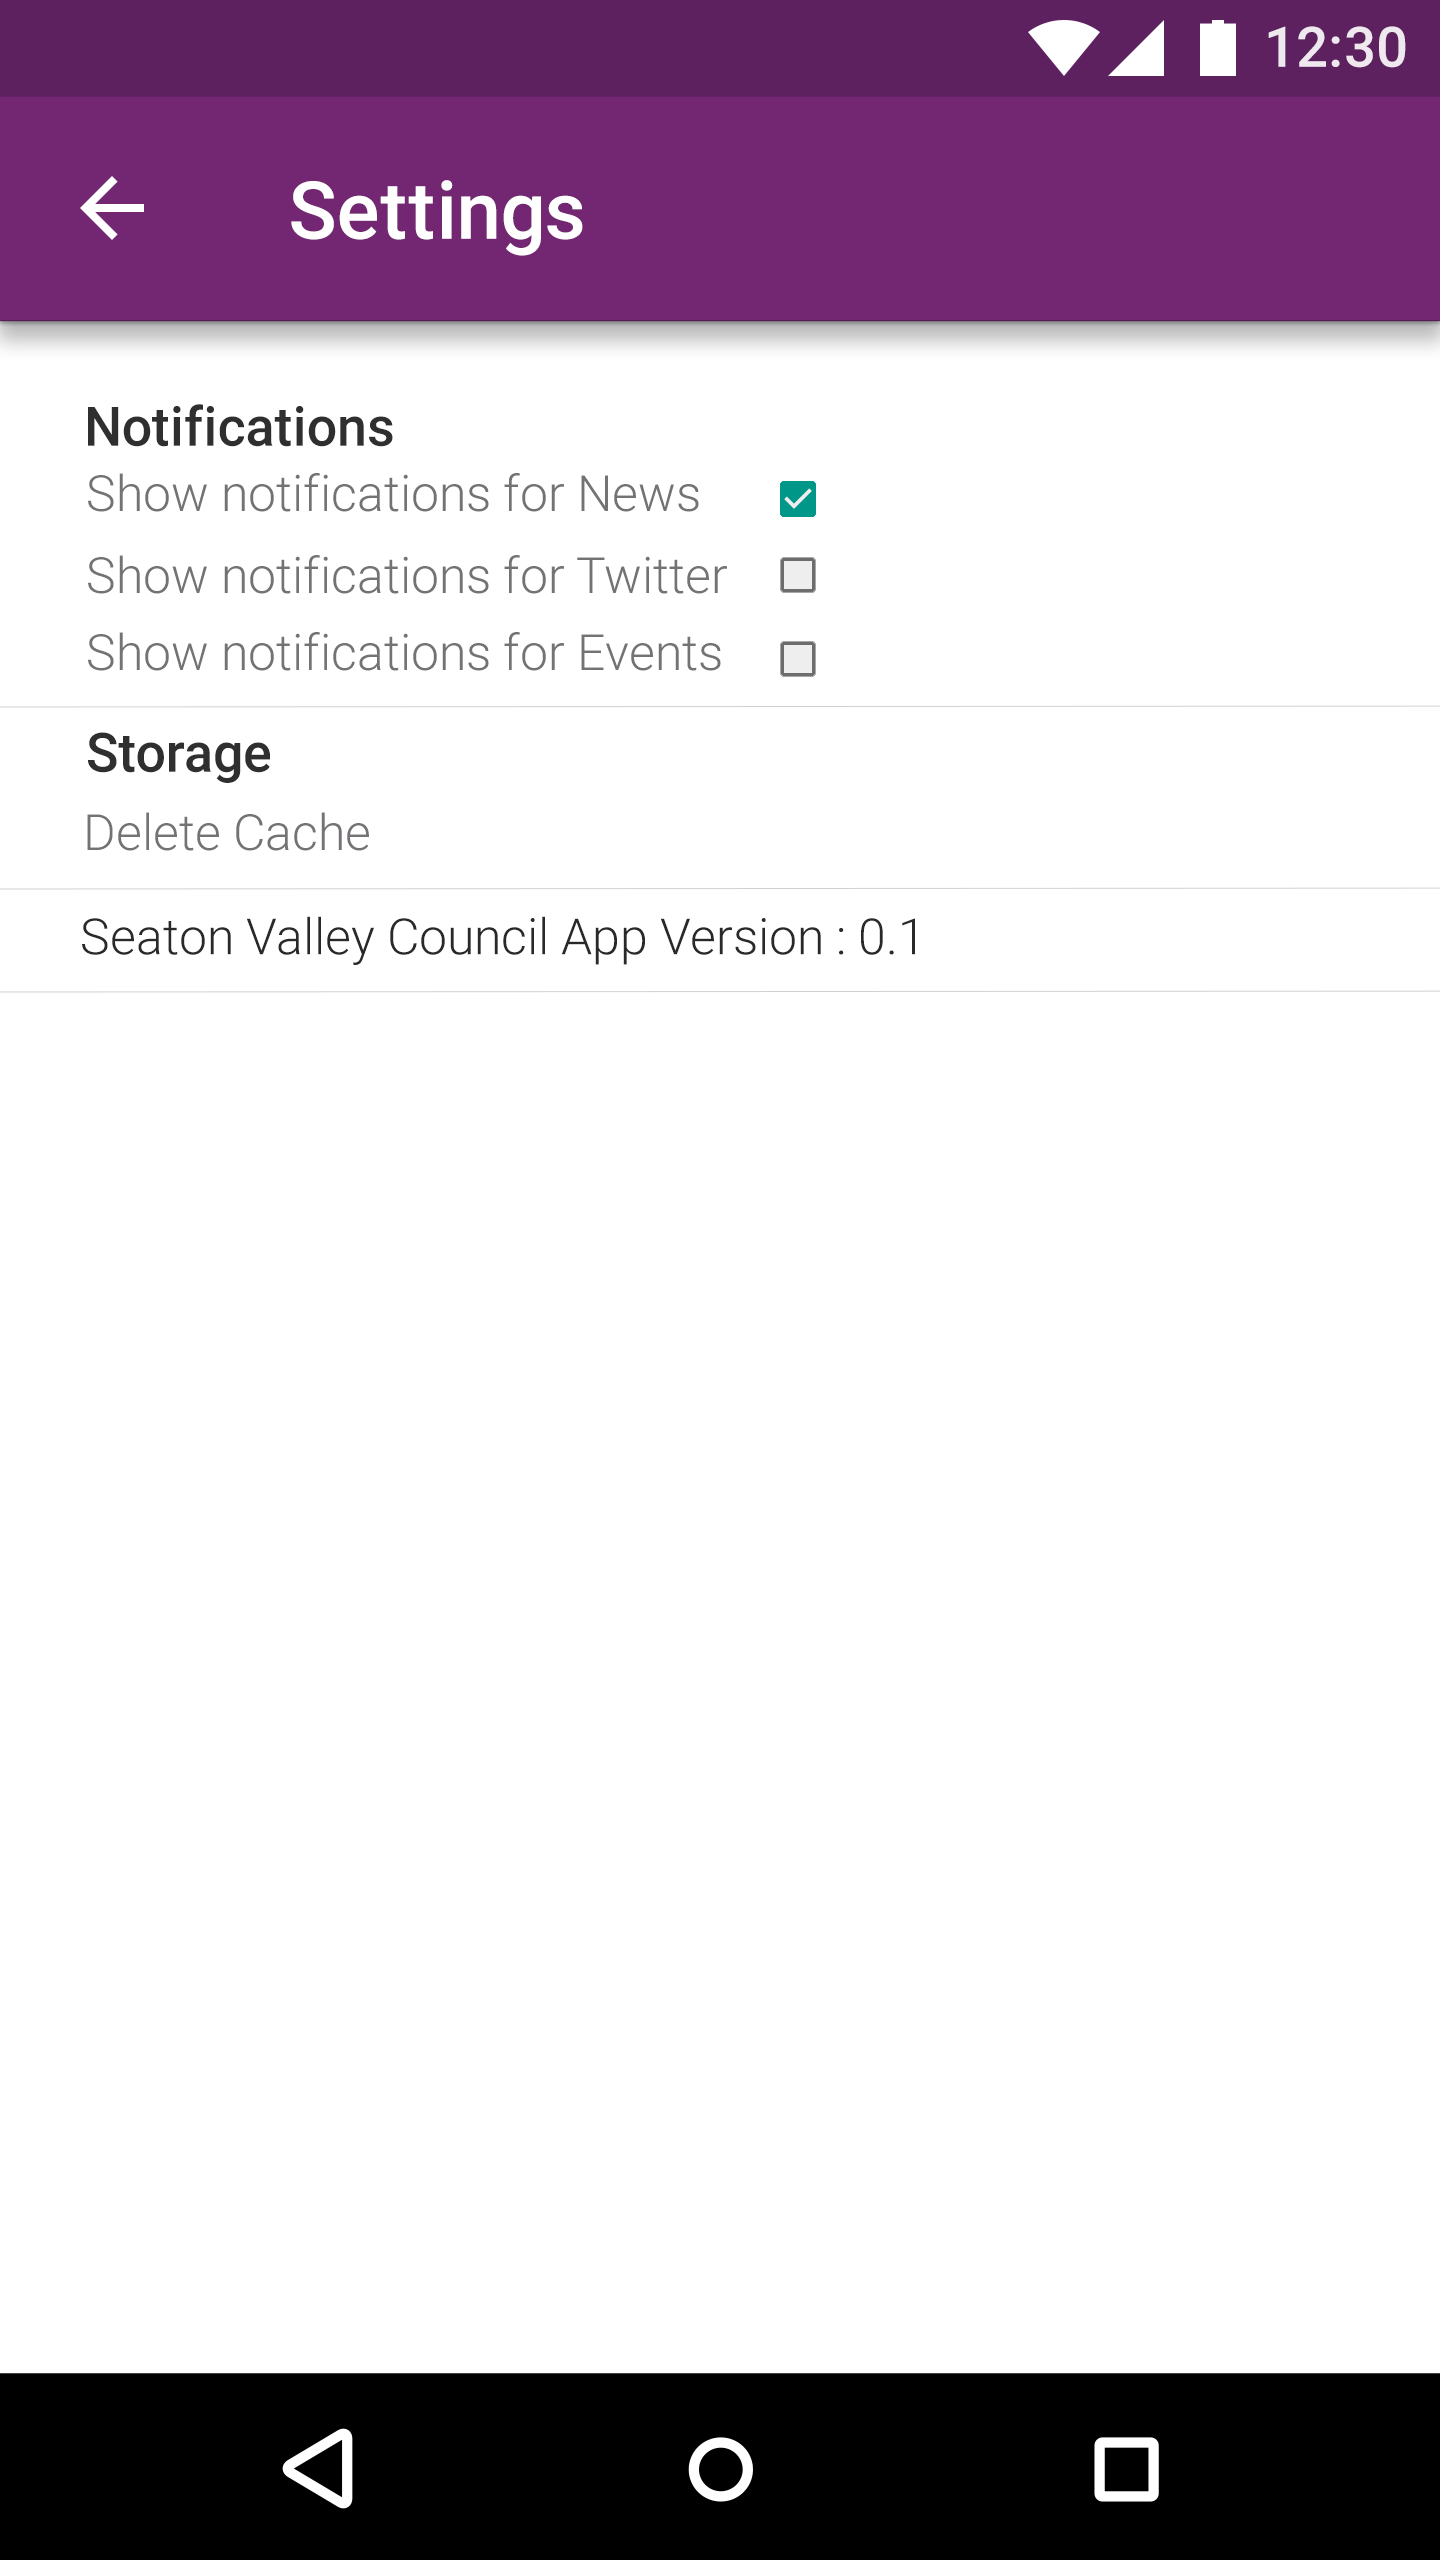 12:30
Settings
Notifications
Show notifications for News
Show notifications for Twitter
Show notifications for Events
Storage
Delete Cache
Seaton Valley Council App Version : 0.1